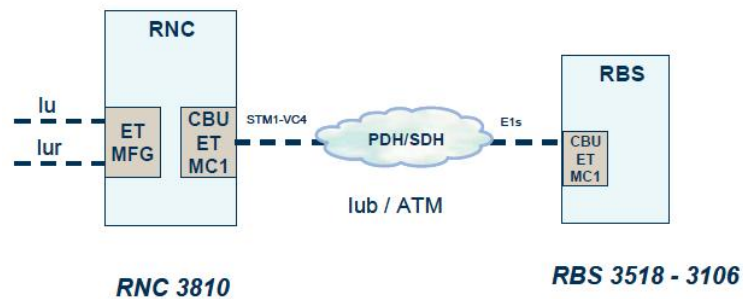 RNC
RBS
Iu
Iur
ET
MFG
CBU
ET
MC1
STM1-VC4
PDH/SDH
E1s
CBU
ET
MC1
Iub / ATM
RNC 3810
RBS 3518 - 3106